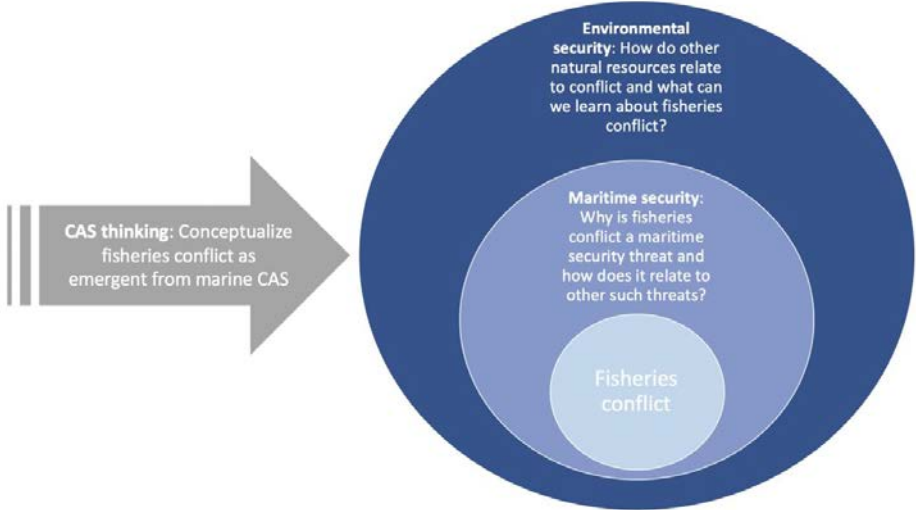 CAS thinking: Conceptualize
fisheries conflict as
emergent from marine CAS
Environmental
security: How do other
natural resources relate
to conflict and what can
we learn about fisheries
conflict?
Maritime security:
Why is fisheries
conflict a maritime
security threat and
how does it relate to
other such threats?
Fisheries
conflict